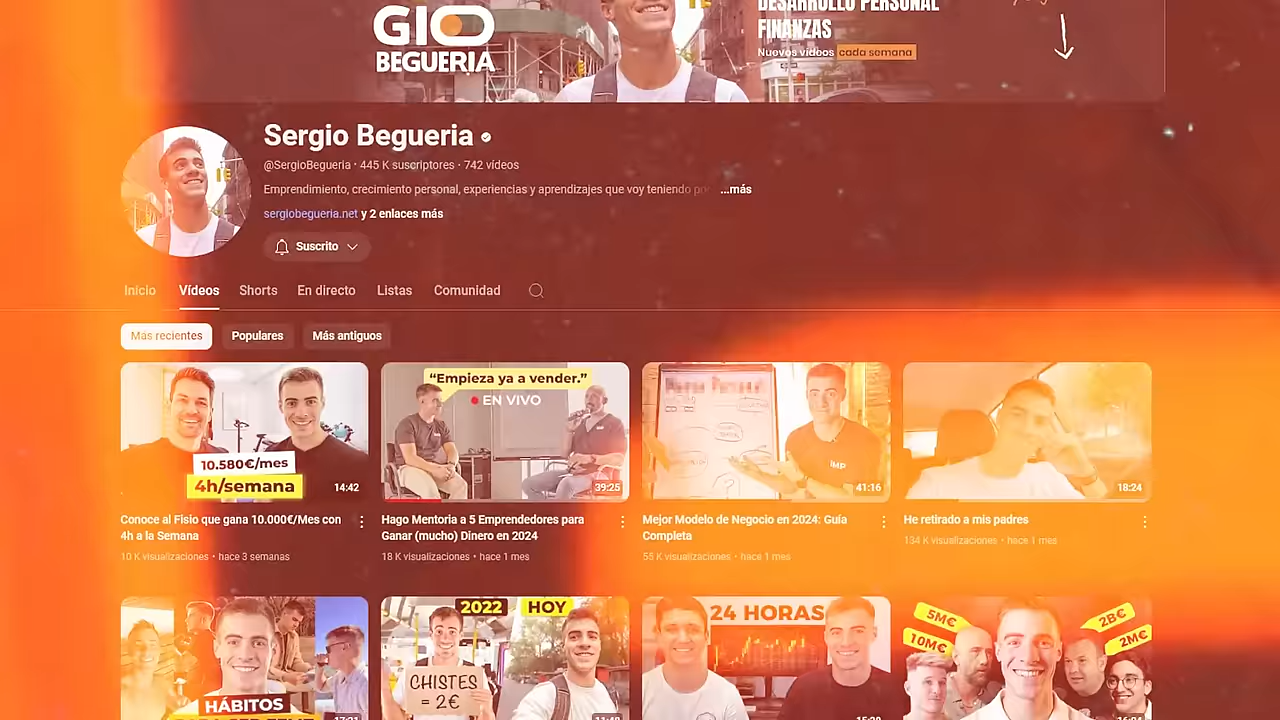 GIO
BEGUERIA
DESARROLLO PERSONAL
FINANZAS
Nuevos vídeos cada semana
Sergio Begueria
@SergioBegueria · 445 K suscriptores · 742 vídeos
Emprendimiento, crecimiento personal, experiencias y aprendizajes que voy teniendo ...más
sergiobegueria.net y 2 enlaces más
Suscrito
Inicio Vídeos Shorts En directo Listas Comunidad
Más recientes Populares Más antiguos
10.580€/mes
4h/semana
14:42
“Empieza ya a vender.”
EN VIVO
39:25
IMP
41:16
18:24
Conoce al Fisio que gana 10.000€/Mes con
4h a la Semana
10 K visualizaciones · hace 3 semanas
Hago Mentoria a 5 Emprendedores para
Ganar (mucho) Dinero en 2024
18 K visualizaciones · hace 1 mes
Mejor Modelo de Negocio en 2024: Guía
Completa
55 K visualizaciones · hace 1 mes
He retirado a mis padres
134 K visualizaciones · hace 1 mes
HÁBITOS
2022 HOY
CHISTES
= 2€
24 HORAS
5M€
10M€
2B€
2M€